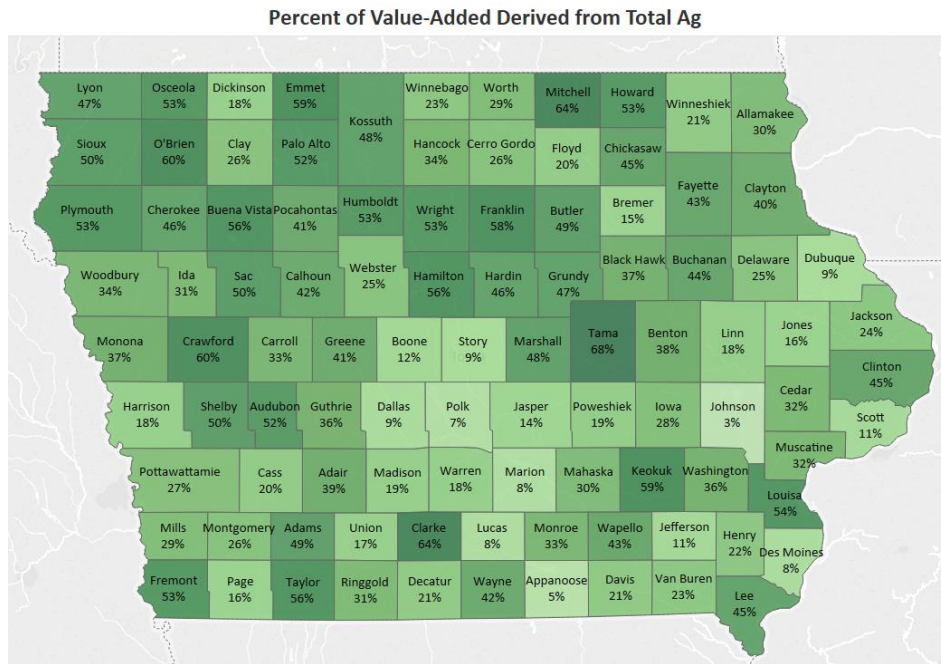 Percent of Value-Added Derived from Total Ag
Lyon
47%
Osceola
53%
Dickinson
18%
Emmet
59%
Kossuth
48%
Winnebago
23%
Worth
29%
Mitchell
64%
Howard
53%
Winneshiek
21%
Allamakee
30%
Sioux
50%
O'Brien
60%
Clay
26%
Palo Alto
52%
Hancock
34%
Cerro Gordo
26%
Floyd
20%
Chickasaw
45%
Fayette
43%
Clayton
40%
Plymouth
53%
Cherokee
46%
Buena Vista
56%
Pocahontas
41%
Humboldt
53%
Wright
53%
Franklin
58%
Butler
49%
Bremer
15%
Woodbury
34%
Ida
31%
Sac
50%
Calhoun
42%
Webster
25%
Hamilton
56%
Hardin
46%
Grundy
47%
Black Hawk
37%
Buchanan
44%
Delaware
25%
Dubuque
9%
Monona
37%
Crawford
60%
Carroll
33%
Greene
41%
Boone
12%
Story
9%
Marshall
48%
Tama
68%
Benton
38%
Linn
18%
Jones
16%
Jackson
24%
Clinton
45%
Harrison
18%
Shelby
50%
Audubon
52%
Guthrie
36%
Dallas
9%
Polk
7%
Jasper
14%
Poweshiek
19%
Iowa
28%
Johnson
3%
Cedar
32%
Scott
11%
Muscatine
32%
Pottawattamie
27%
Cass
20%
Adair
39%
Madison
19%
Warren
18%
Marion
8%
Mahaska
30%
Keokuk
59%
Washington
36%
Louisa
54%
Mills
29%
Montgomery
26%
Adams
49%
Union
17%
Clarke
64%
Lucas
8%
Monroe
33%
Wapello
43%
Jefferson
11%
Henry
22%
Des Moines
8%
Fremont
53%
Page
16%
Taylor
56%
Ringgold
31%
Decatur
21%
Wayne
42%
Appanoose
5%
Davis
21%
Van Buren
23%
Lee
45%